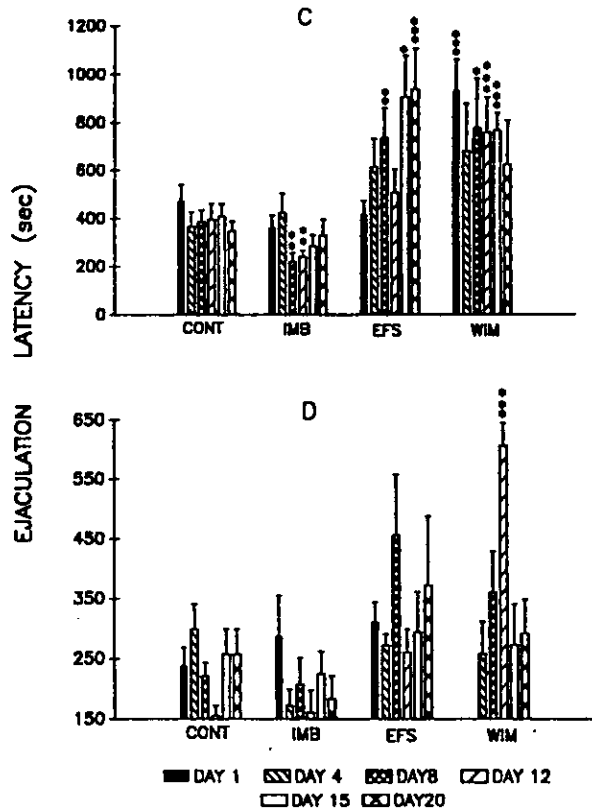 C
1200
1000
800
600
400
200
0
LATENCY (sec)
CONT IMB EFS WIM
D
650
550
450
350
250
150
EJACULATION
CONT IMB EFS WIM
DAY 1 DAY 4 DAY8 DAY 12
DAY 15 DAY20